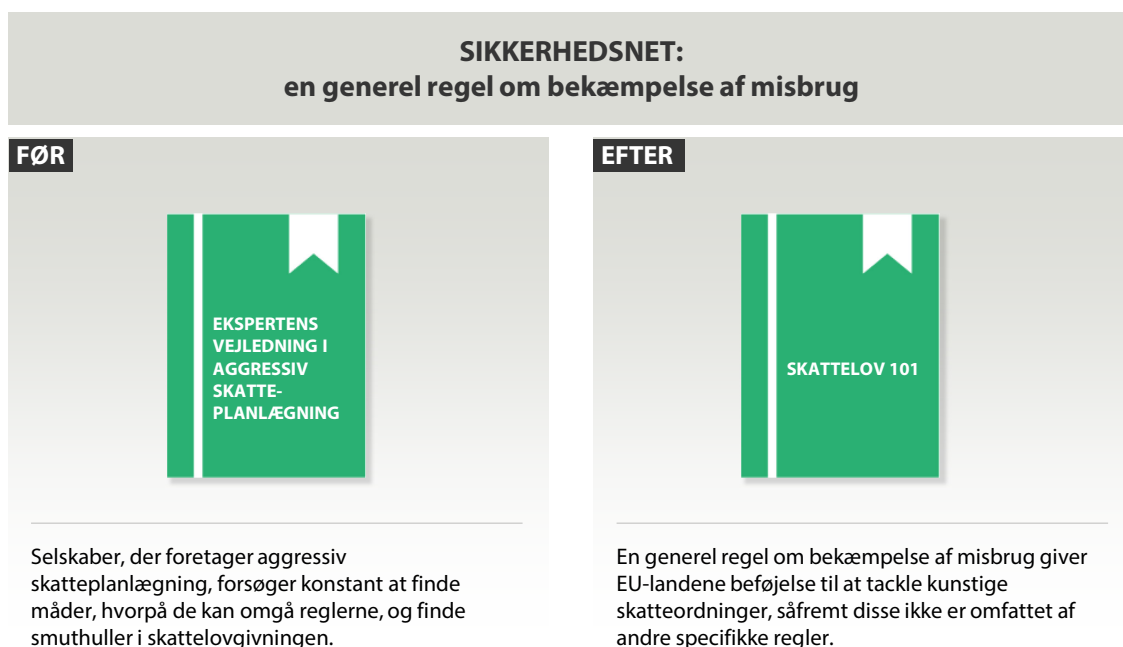 SIKKERHEDSNET:
en generel regel om bekæmpelse af misbrug
FØR
EKSPERTENS
VEJLEDNING I
AGGRESSIV
SKATTE-
PLANLÆGNING
Selskaber, der foretager aggressiv
skatteplanlægning, forsøger konstant at finde
måder, hvorpå de kan omgå reglerne, og finde
smuthuller i skattelovgivningen.
EFTER
SKATTELOV 101
En generel regel om bekæmpelse af misbrug giver
EU-landene beføjelse til at tackle kunstige
skatteordninger, såfremt disse ikke er omfattet af
andre specifikke regler.